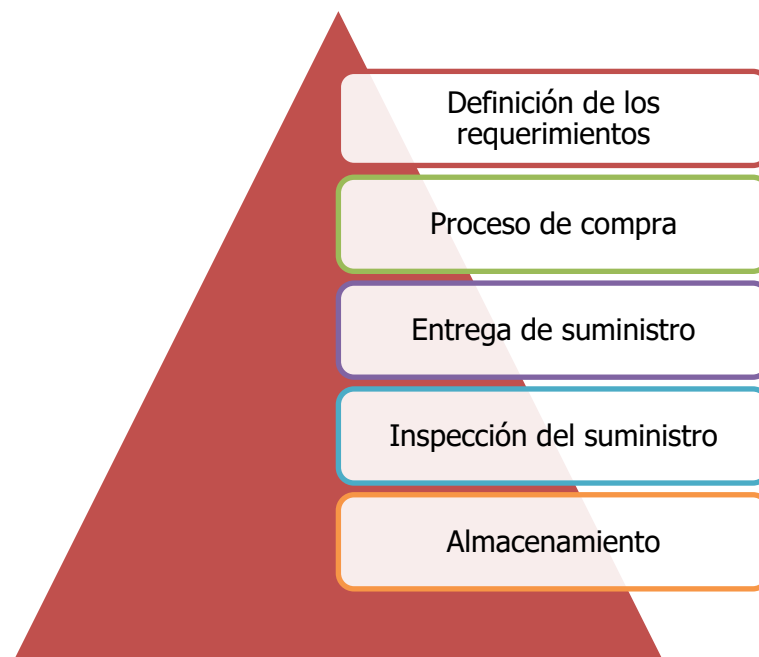 Definición de los
requerimientos
Proceso de compra
Entrega de suministro
Inspección del suministro
Almacenamiento